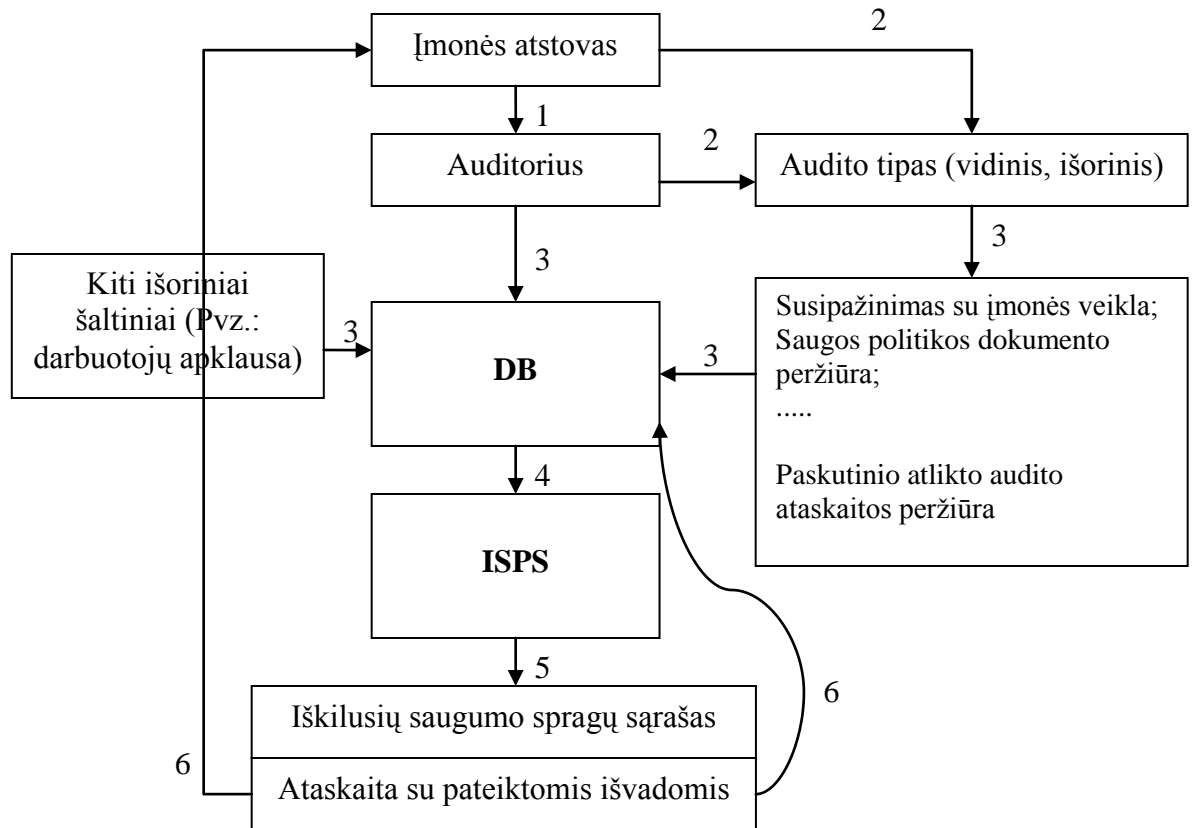 2
Įmonės atstovas
1
2
Auditorius
Audito tipas (vidinis, išorinis)
3
3
Kiti išoriniai
šaltiniai (Pvz.:
darbuotojų apklausa)
3
DB
3
Susipažinimas su įmonės veikla;
Saugos politikos dokumento
peržiūra;
.....
Paskutinio atlikto audito
ataskaitos peržiūra
4
ISPS
5
6
Iškilusių saugumo spragų sąrašas
6
Ataskaita su pateiktomis išvadomis